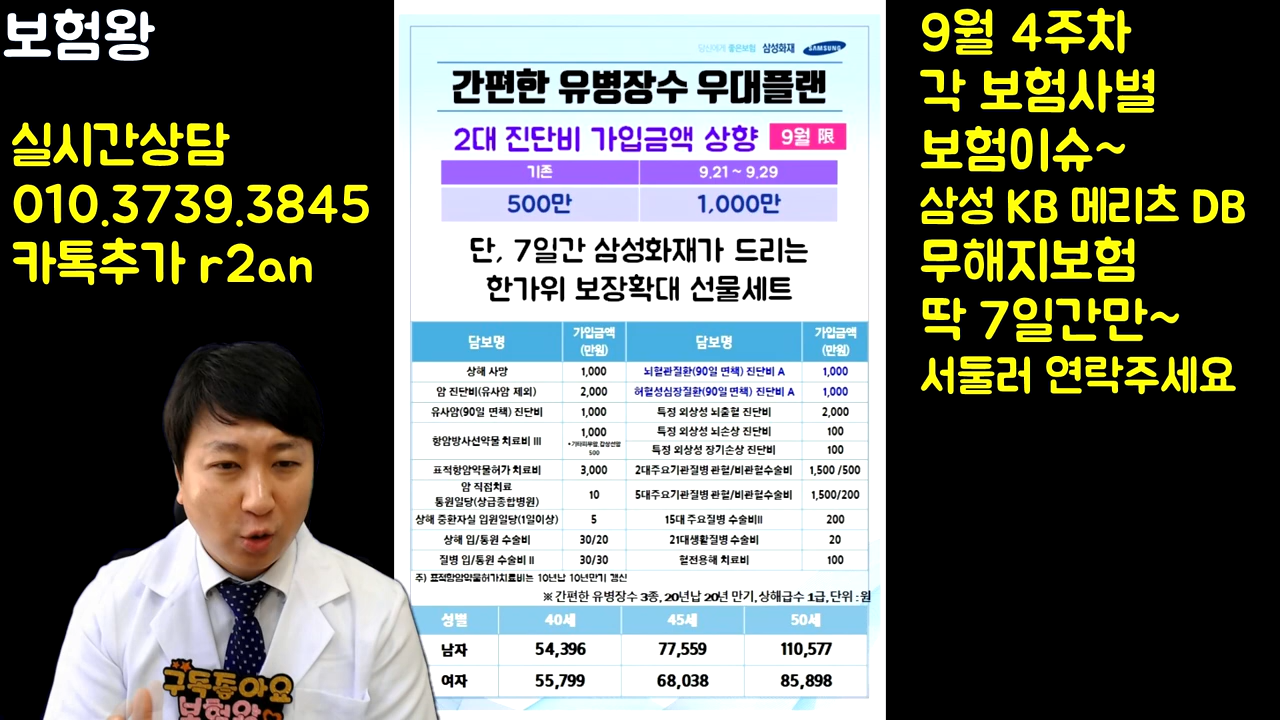 보험왕
실시간상담
010.3739.3845
카톡추가 r2an
당신에게 좋은보험 삼성화재 SAMSUNG
간편한 유병장수 우대플랜
2대 진단비 가입금액 상향 9월 限
기존 9.21 ~ 9.29
500만 1,000만
단, 7일간 삼성화재가 드리는
한가위 보장확대 선물세트
담보명 가입금액 (만원) 담보명 가입금액 (만원)
상해 사망 1,000 뇌혈관질환(90일 면책) 진단비 A 1,000
암 진단비(유사암 제외) 2,000 허혈성심장질환(90일 면책) 진단비 A 1,000
유사암(90일 면책) 진단비 1,000 특정 외상성 뇌출혈 진단비 2,000
항암방사선약물 치료비 III 1,000 *기타피부암,갑상선암 500 특정 외상성 뇌손상 진단비 100
특정 외상성 장기손상 진단비 100
표적항암약물허가 치료비 3,000 2대주요기관질병 관혈/비관혈수술비 1,500 /500
암 직접치료
통원일당(상급종합병원) 10 5대주요기관질병 관혈/비관혈수술비 1,500/200
상해 중환자실 입원일당(1일이상) 5 15대 주요질병 수술비II 200
상해 입/통원 수술비 30/20 21대생활질병 수술비 20
질병 입/통원 수술비 II 30/30 혈전용해 치료비 100
주) 표적항암약물허가치료비는 10년납 10년만기 갱신
※ 간편한 유병장수 3종, 20년납 20년 만기, 상해급수 1급, 단위 : 원
성별 40세 45세 50세
남자 54,396 77,559 110,577
여자 55,799 68,038 85,898
9월 4주차
각 보험사별
보험이슈~
삼성 KB 메리츠 DB
무해지보험
딱 7일간만~
서둘러 연락주세요
구독좋아요
보험왕